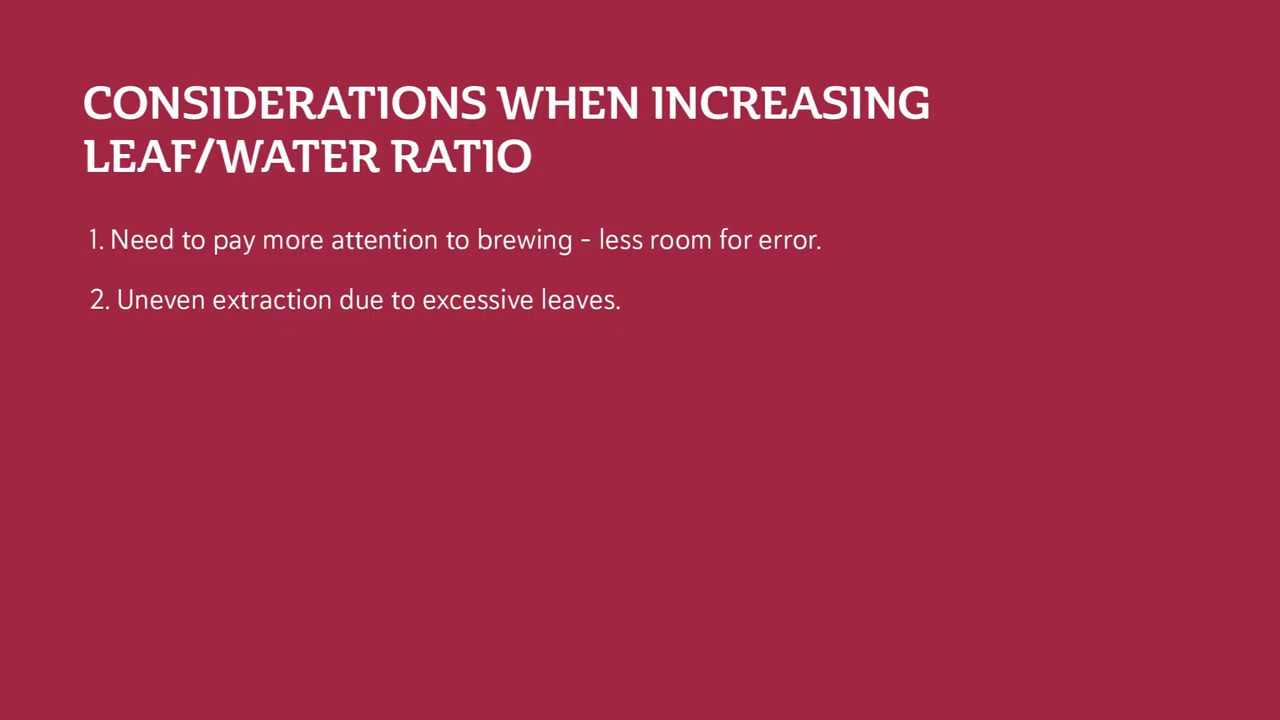 CONSIDERATIONS WHEN INCREASING
LEAF/WATER RATIO
1. Need to pay more attention to brewing - less room for error.
2. Uneven extraction due to excessive leaves.